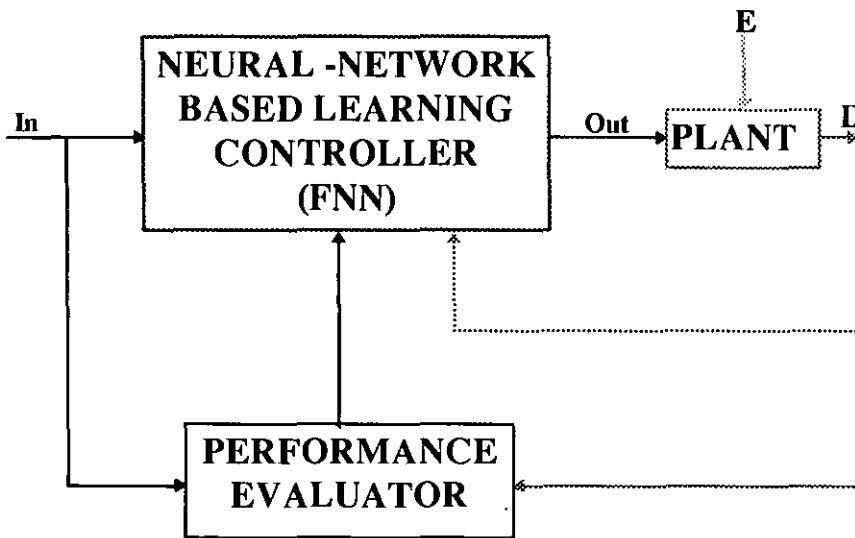 E
NEURAL -NETWORK
BASED LEARNING
CONTROLLER
(FNN)
In
Out
PLANT
D
PERFORMANCE
EVALUATOR